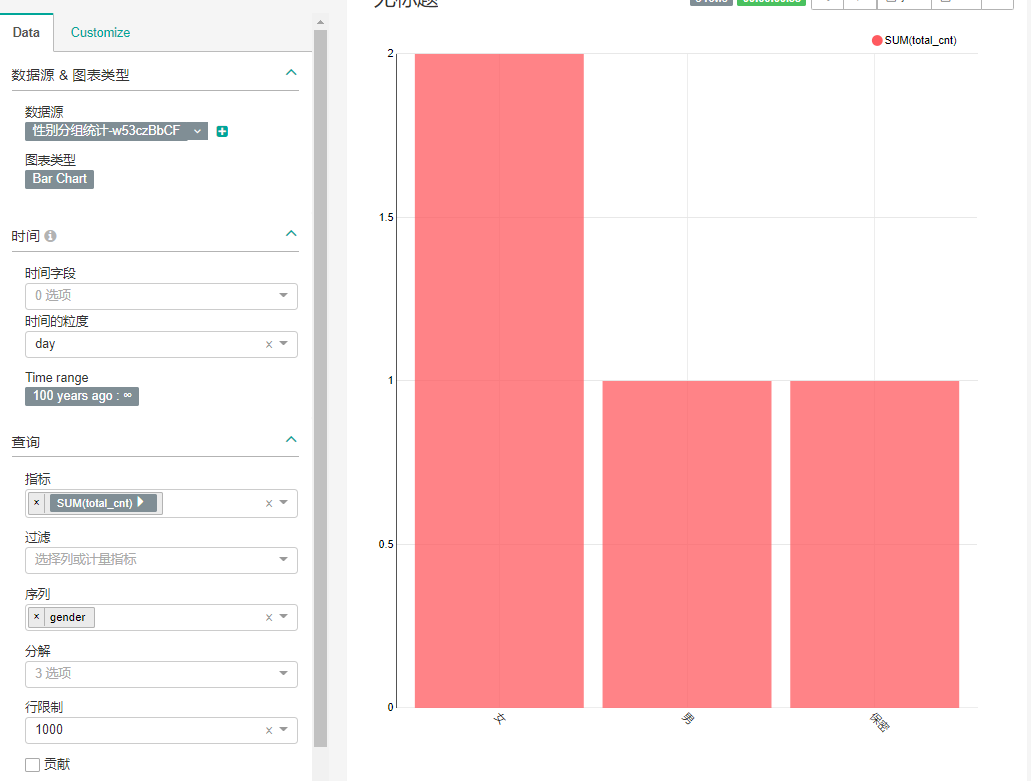 Data
Customize
数据源 & 图表类型
数据源
性别分组统计-w53czBbCF
图表类型
Bar Chart
时间
时间字段
0 选项
时间的粒度
day
Time range
100 years ago : ∞
查询
指标
× SUM(total_cnt)
过滤
选择列或计量指标
序列
× gender
分解
3 选项
行限制
1000
贡献
无标题
SUM(total_cnt)
2
1.5
1
0.5
0
女
男
保密